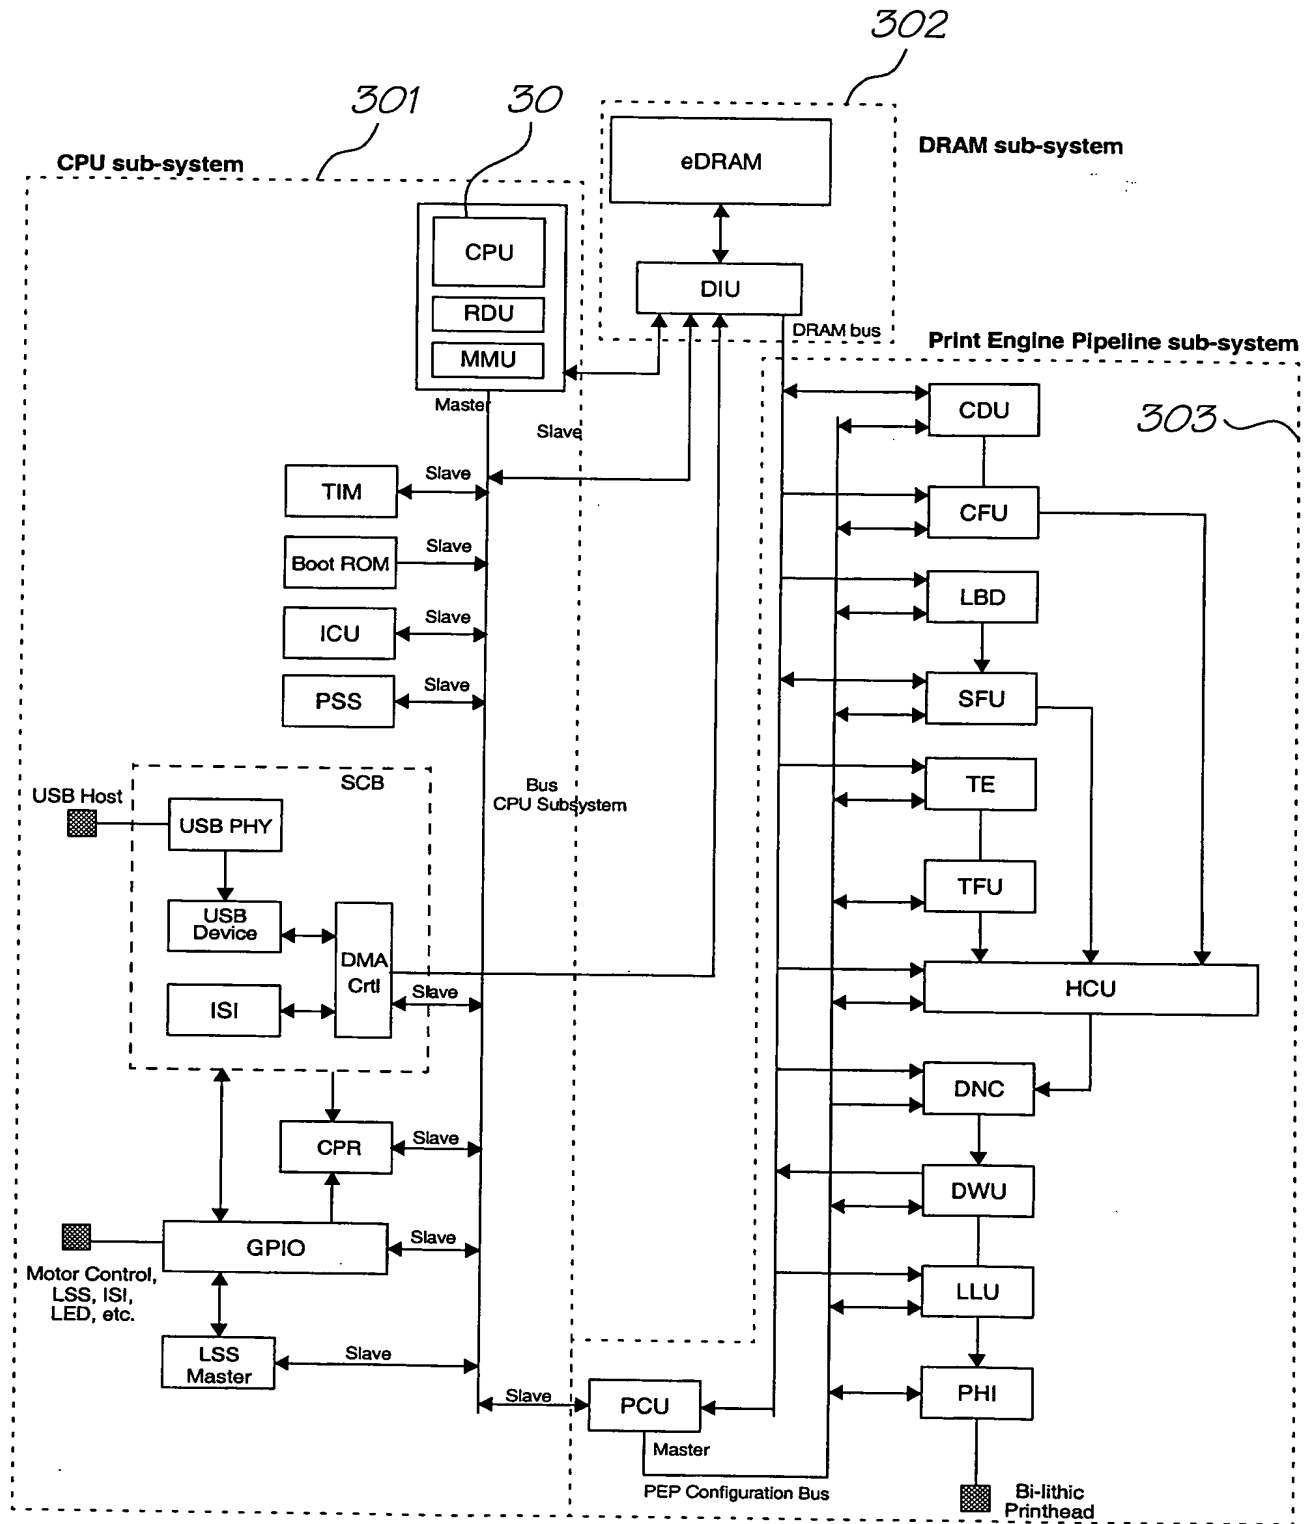 302
301
30
CPU sub-system
DRAM sub-system
eDRAM
CPU
RDU
MMU
DIU
DRAM bus
Print Engine Pipeline sub-system
Master
Slave
303
CDU
CFU
LBD
SFU
TE
TFU
HCU
DNC
DWU
LLU
PHI
TIM
Slave
Boot ROM
Slave
ICU
Slave
PSS
Slave
SCB
Bus
CPU Subsystem
USB Host
USB PHY
USB
Device
DMA
Crtl
ISI
Slave
CPR
Slave
GPIO
Slave
Motor Control,
LSS, ISI,
LED, etc.
LSS
Master
Slave
Slave
PCU
Master
PEP Configuration Bus
Bi-lithic
Printhead